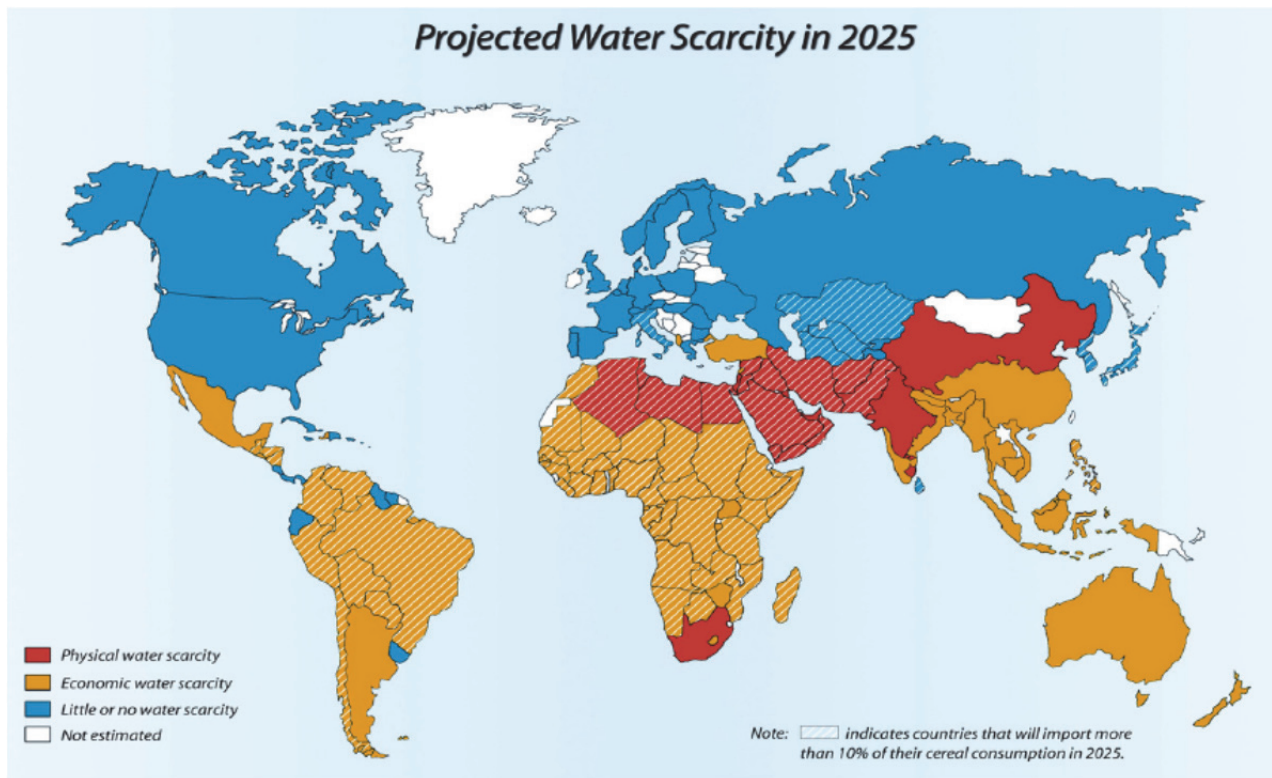 Projected Water Scarcity in 2025
Physical water scarcity
Economic water scarcity
Little or no water scarcity
Not estimated
Note: indicates countries that will import more
than 10% of their cereal consumption in 2025.